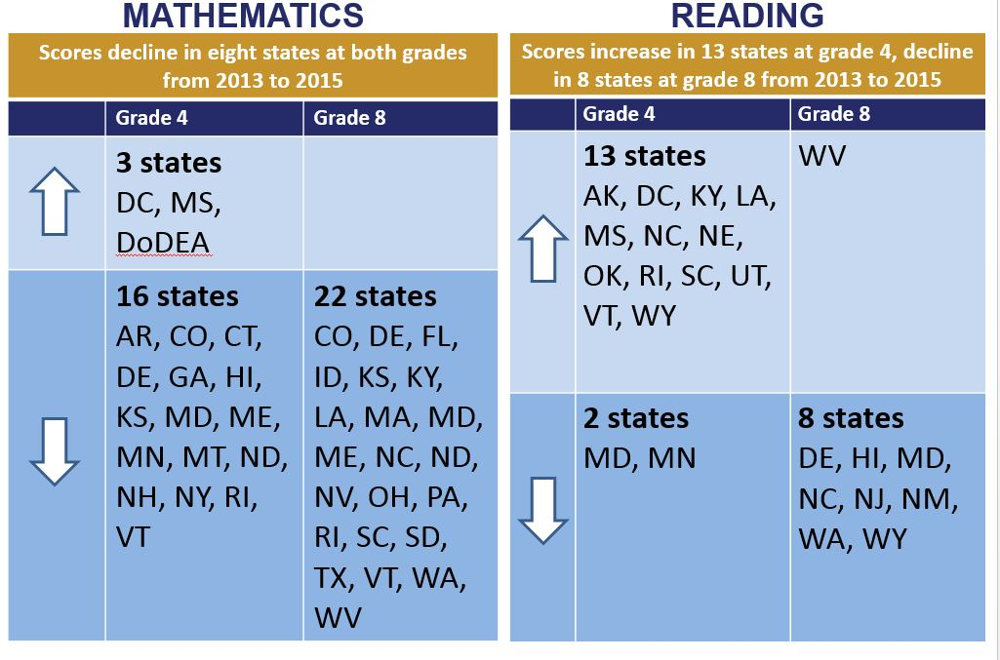 MATHEMATICS
Scores decline in eight states at both grades
from 2013 to 2015
Grade 4
Grade 8
3 states
DC, MS,
DoDEA
16 states
AR, CO, CT,
DE, GA, HI,
KS, MD, ME,
MN, MT, ND,
NH, NY, RI,
VT
22 states
CO, DE, FL,
ID, KS, KY,
LA, MA, MD,
ME, NC, ND,
NV, OH, PA,
RI, SC, SD,
TX, VT, WA,
WV
READING
Scores increase in 13 states at grade 4, decline
in 8 states at grade 8 from 2013 to 2015
Grade 4
Grade 8
13 states
AK, DC, KY, LA,
MS, NC, NE,
OK, RI, SC, UT,
VT, WY
WV
2 states
MD, MN
8 states
DE, HI, MD,
NC, NJ, NM,
WA, WY